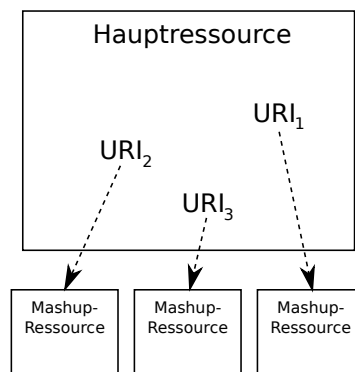 Hauptressource
URI₁
URI₂
URI₃
Mashup-
Ressource
Mashup-
Ressource
Mashup-
Ressource